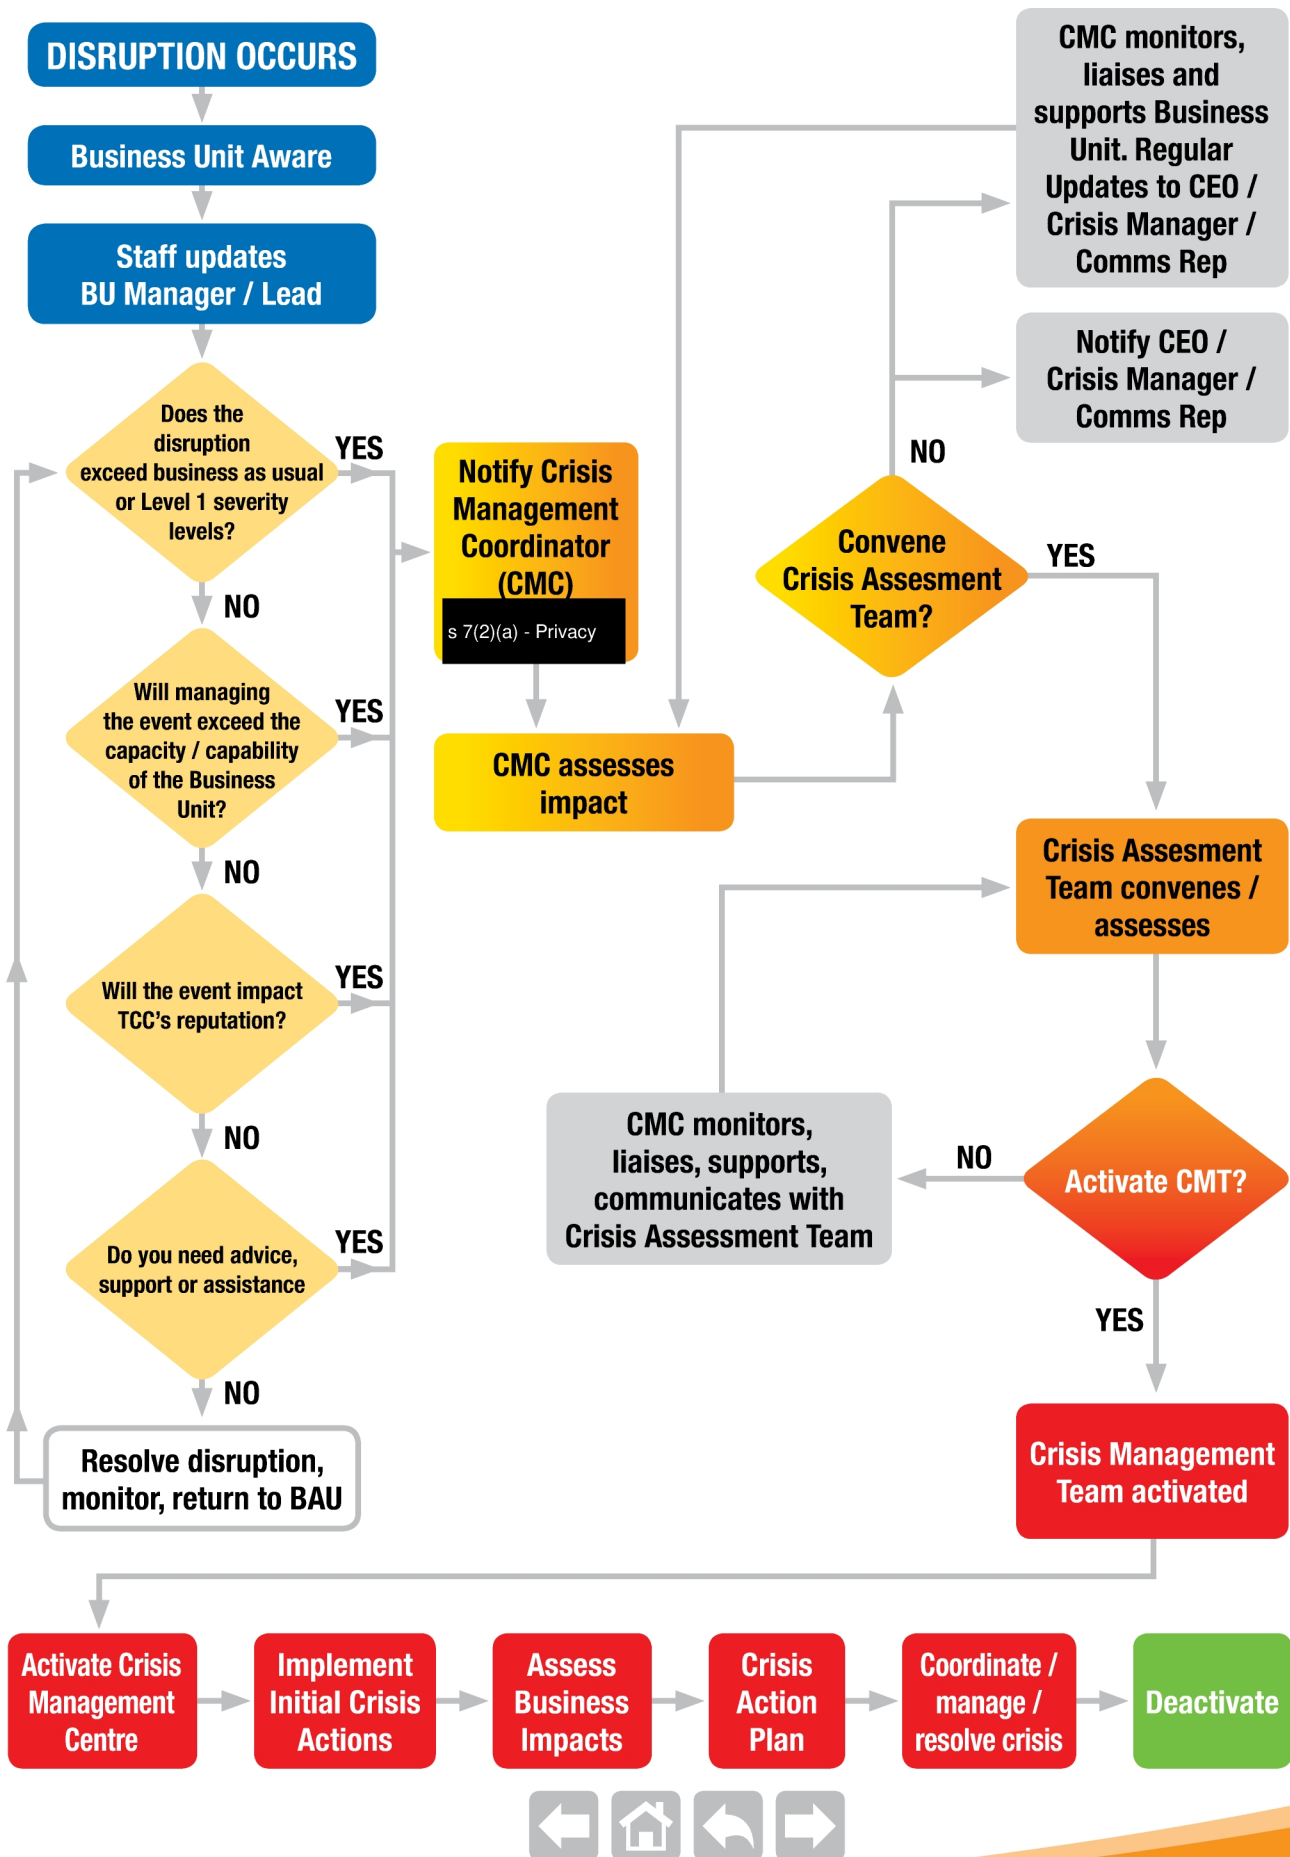 DISRUPTION OCCURS
Business Unit Aware
Staff updates
BU Manager / Lead
Does the
disruption
exceed business as usual
or Level 1 severity
levels?
YES
NO
Will managing
the event exceed the
capacity / capability
of the Business
Unit?
YES
NO
Will the event impact
TCC's reputation?
YES
NO
Do you need advice,
support or assistance
YES
NO
Resolve disruption,
monitor, return to BAU
Notify Crisis
Management
Coordinator
(CMC)
s 7(2)(a) - Privacy
CMC assesses
impact
Convene
Crisis Assesment
Team?
NO
YES
CMC monitors,
liaises and
supports Business
Unit. Regular
Updates to CEO /
Crisis Manager /
Comms Rep
Notify CEO /
Crisis Manager /
Comms Rep
Crisis Assesment
Team convenes /
assesses
Activate CMT?
NO
YES
CMC monitors,
liaises, supports,
communicates with
Crisis Assessment Team
Crisis Management
Team activated
Activate Crisis
Management
Centre
Implement
Initial Crisis
Actions
Assess
Business
Impacts
Crisis
Action
Plan
Coordinate /
manage /
resolve crisis
Deactivate